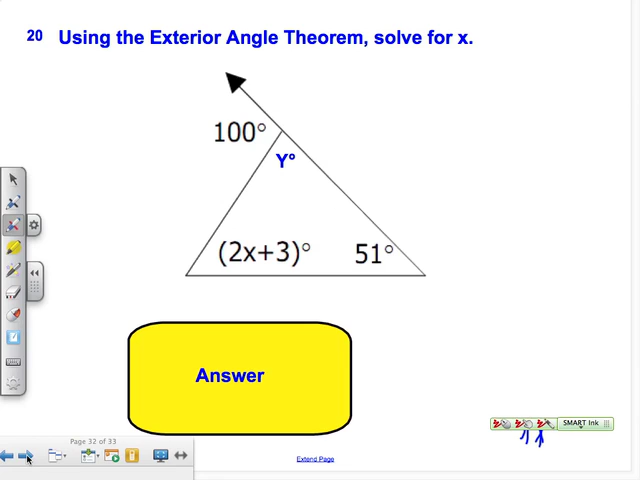 20 Using the Exterior Angle Theorem, solve for x.
100°
Y°
(2x+3)° 51°
Answer
SMART Ink
Page 32 of 33
Extend Page